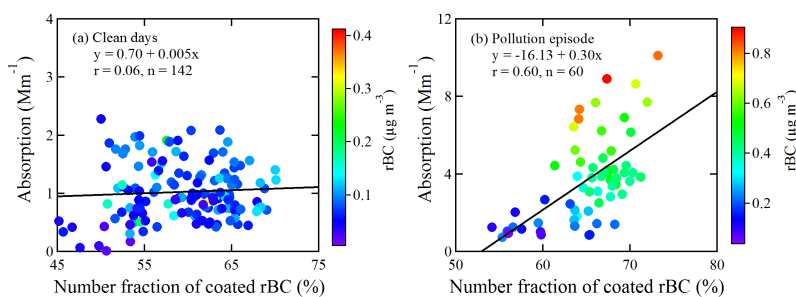 (a) Clean days
y = 0.70 + 0.005x
r = 0.06, n = 142
Absorption (Mm⁻¹)
4
3
2
1
0
45
55
65
75
Number fraction of coated rBC (%)
0.4
0.3
0.2
0.1
rBC (μg m⁻³)
(b) Pollution episode
y = -16.13 + 0.30x
r = 0.60, n = 60
Absorption (Mm⁻¹)
12
8
4
0
50
60
70
80
Number fraction of coated rBC (%)
0.8
0.6
0.4
0.2
rBC (μg m⁻³)